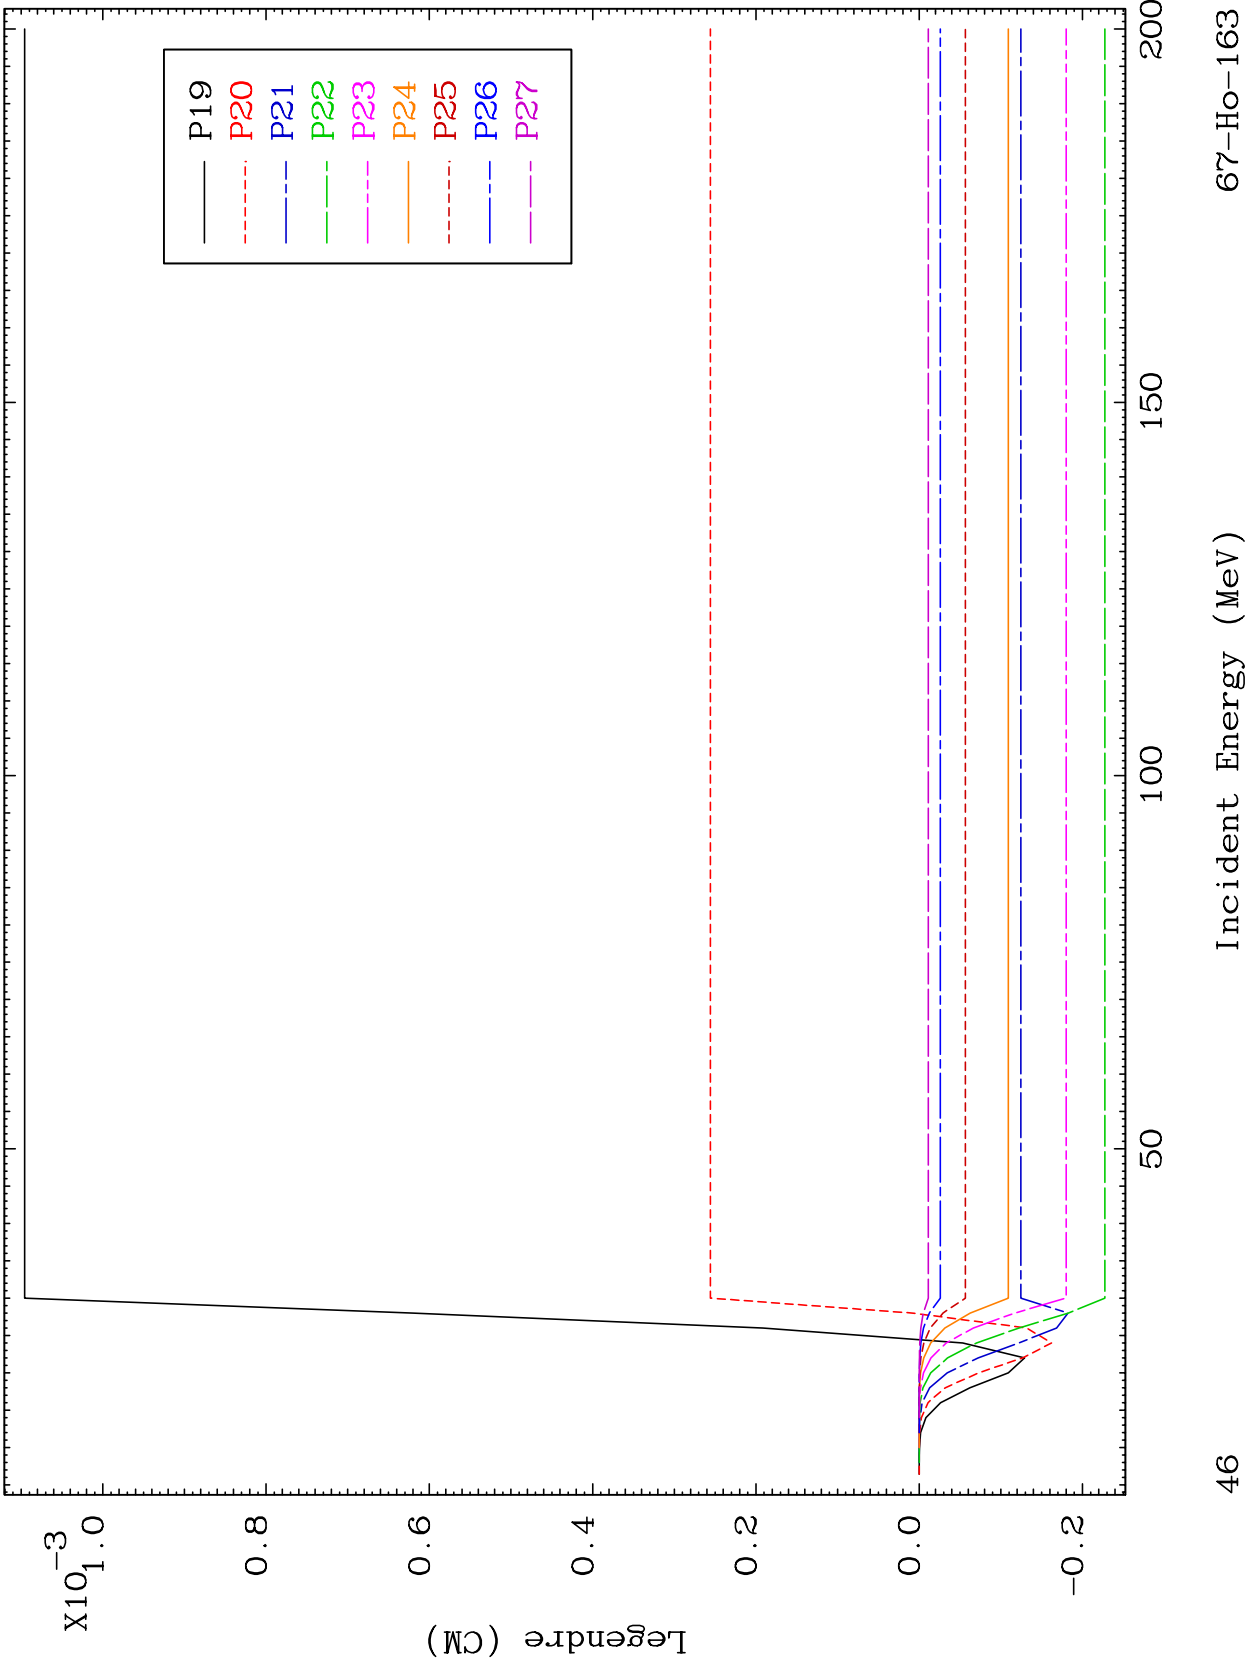 X10-3
1.0
0.8
0.6
0.4
0.2
0.0
-0.2
Legendre (CM)
P19
P20
P21
P22
P23
P24
P25
P26
P27
50
100
150
200
Incident Energy (MeV)
46
67-Ho-163